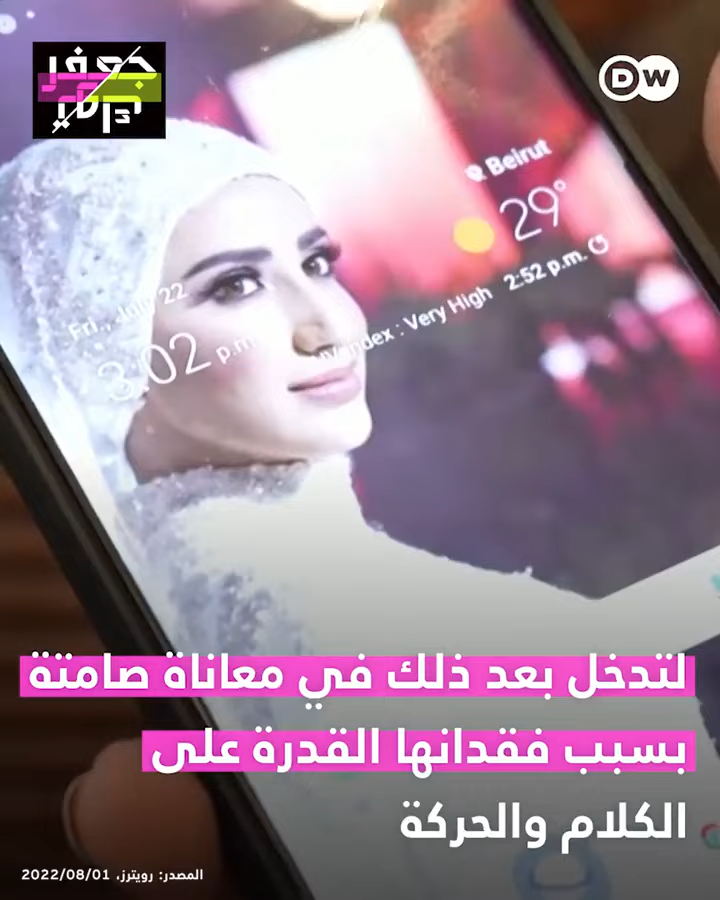 جعفر
توك
DW
Beirut
29°
2:52 p.m.
Fri., July 22
3:02 p.m.
UV index : Very High
لتدخل بعد ذلك في معاناة صامتة
بسبب فقدانها القدرة على
الكلام والحركة
المصدر: رويترز، 2022/08/01